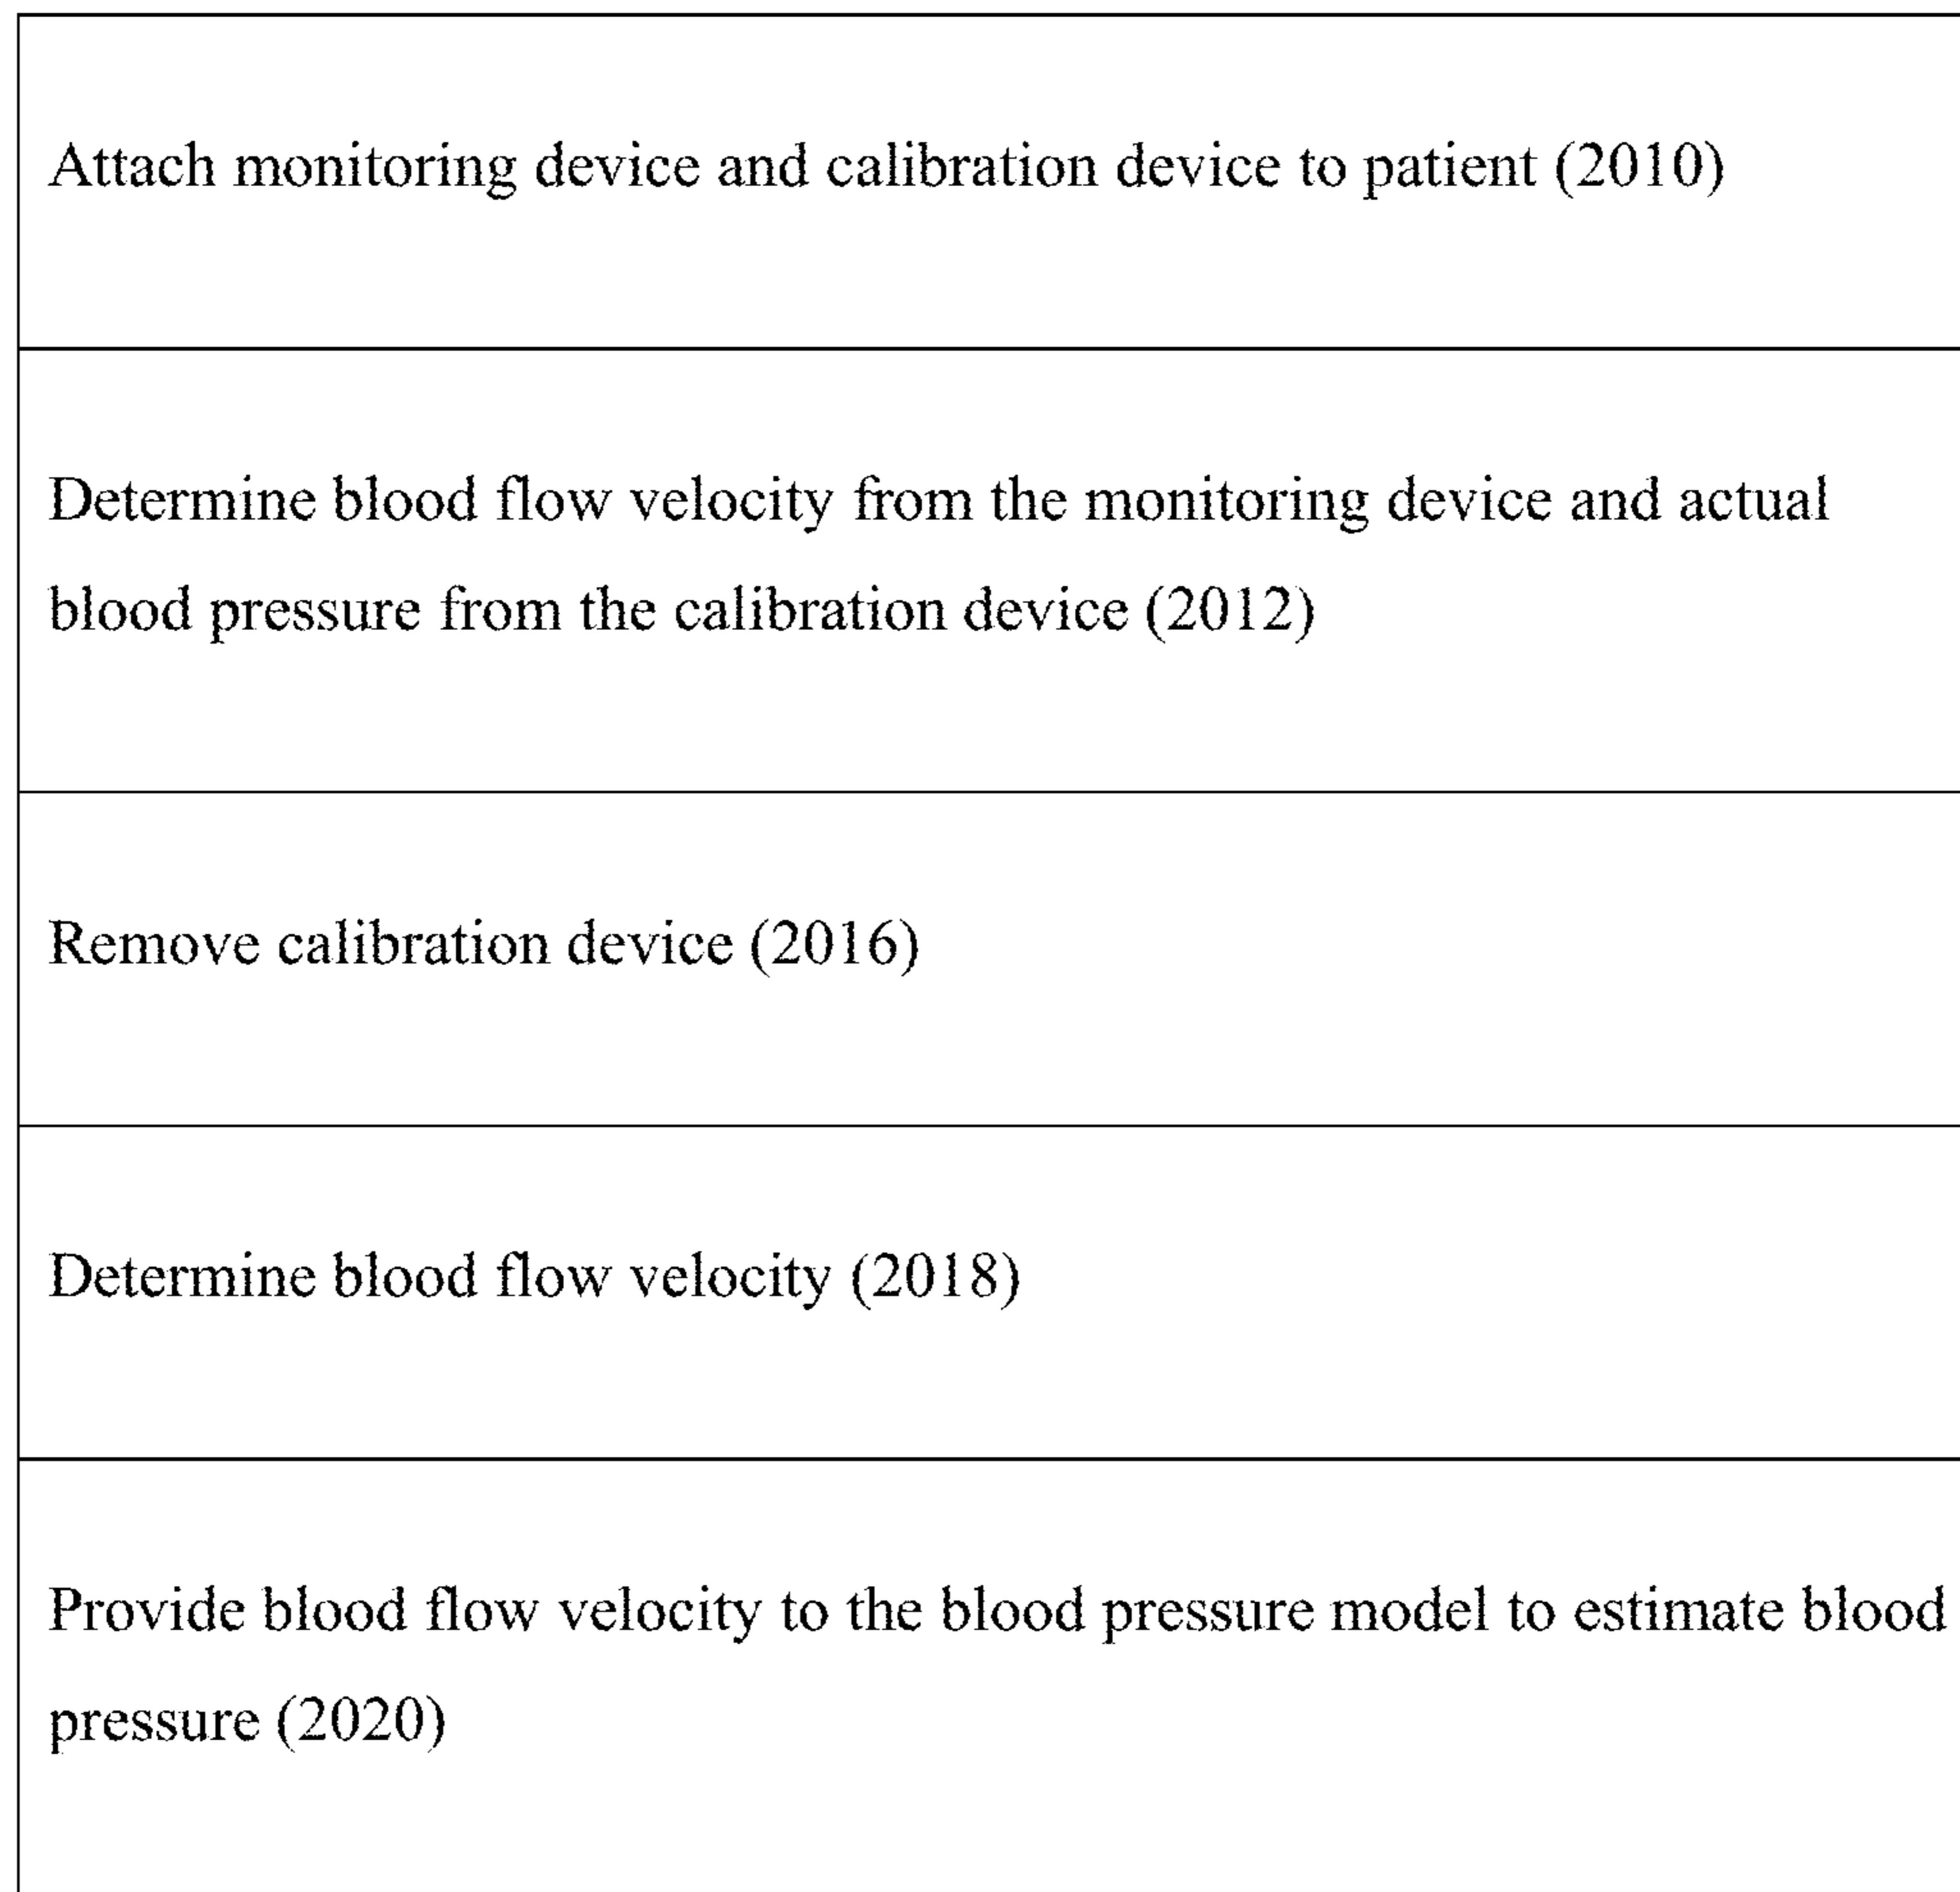 Attach monitoring device and calibration device to patient (2010)
Determine blood flow velocity from the monitoring device and actual
blood pressure from the calibration device (2012)
Remove calibration device (2016)
Determine blood flow velocity (2018)
Provide blood flow velocity to the blood pressure model to estimate blood
pressure (2020)